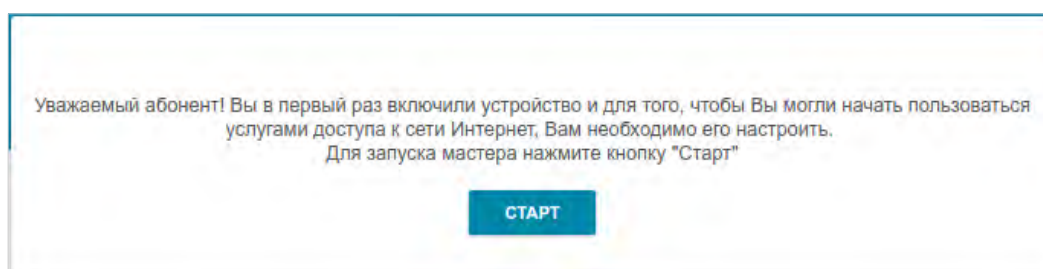 Уважаемый абонент! Вы в первый раз включили устройство и для того, чтобы Вы могли начать пользоваться
услугами доступа к сети Интернет, Вам необходимо его настроить.
Для запуска мастера нажмите кнопку "Старт"
СТАРТ